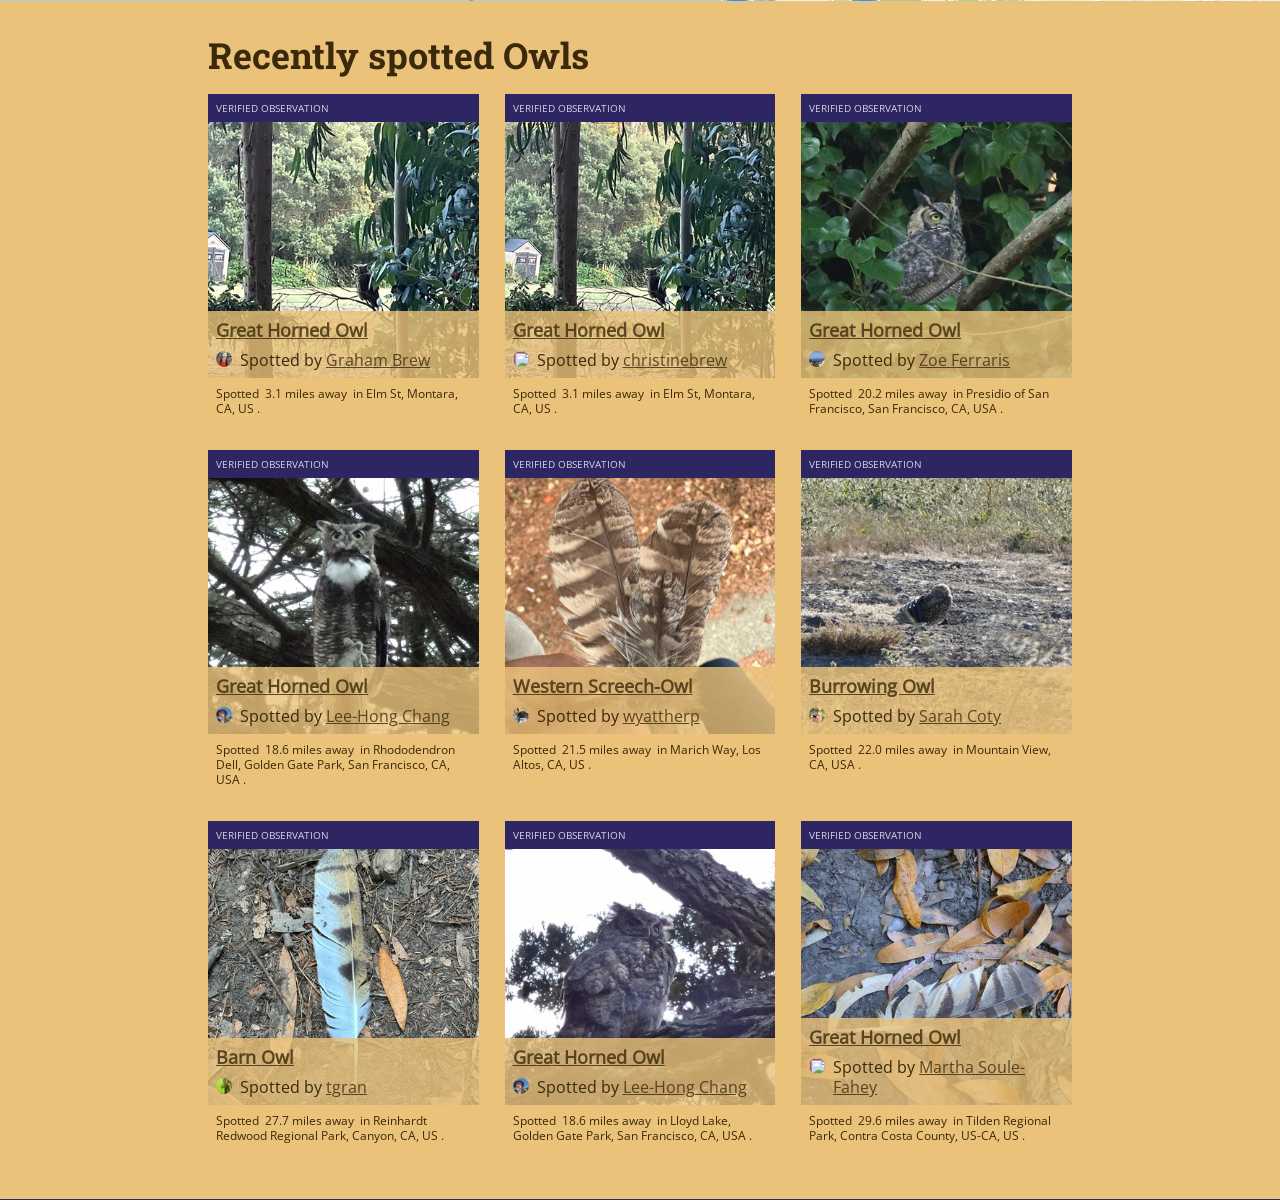 Recently spotted Owls
VERIFIED OBSERVATION
Great Horned Owl
Spotted by Graham Brew
Spotted 3.1 miles away in Elm St, Montara,
CA, US .
VERIFIED OBSERVATION
Great Horned Owl
Spotted by christinebrew
Spotted 3.1 miles away in Elm St, Montara,
CA, US .
VERIFIED OBSERVATION
Great Horned Owl
Spotted by Zoe Ferraris
Spotted 20.2 miles away in Presidio of San
Francisco, San Francisco, CA, USA .
VERIFIED OBSERVATION
Great Horned Owl
Spotted by Lee-Hong Chang
Spotted 18.6 miles away in Rhododendron
Dell, Golden Gate Park, San Francisco, CA,
USA .
VERIFIED OBSERVATION
Western Screech-Owl
Spotted by wyattherp
Spotted 21.5 miles away in Marich Way, Los
Altos, CA, US .
VERIFIED OBSERVATION
Burrowing Owl
Spotted by Sarah Coty
Spotted 22.0 miles away in Mountain View,
CA, USA .
VERIFIED OBSERVATION
Barn Owl
Spotted by tgran
Spotted 27.7 miles away in Reinhardt
Redwood Regional Park, Canyon, CA, US .
VERIFIED OBSERVATION
Great Horned Owl
Spotted by Lee-Hong Chang
Spotted 18.6 miles away in Lloyd Lake,
Golden Gate Park, San Francisco, CA, USA .
VERIFIED OBSERVATION
Great Horned Owl
Spotted by Martha Soule-
Fahey
Spotted 29.6 miles away in Tilden Regional
Park, Contra Costa County, US-CA, US .